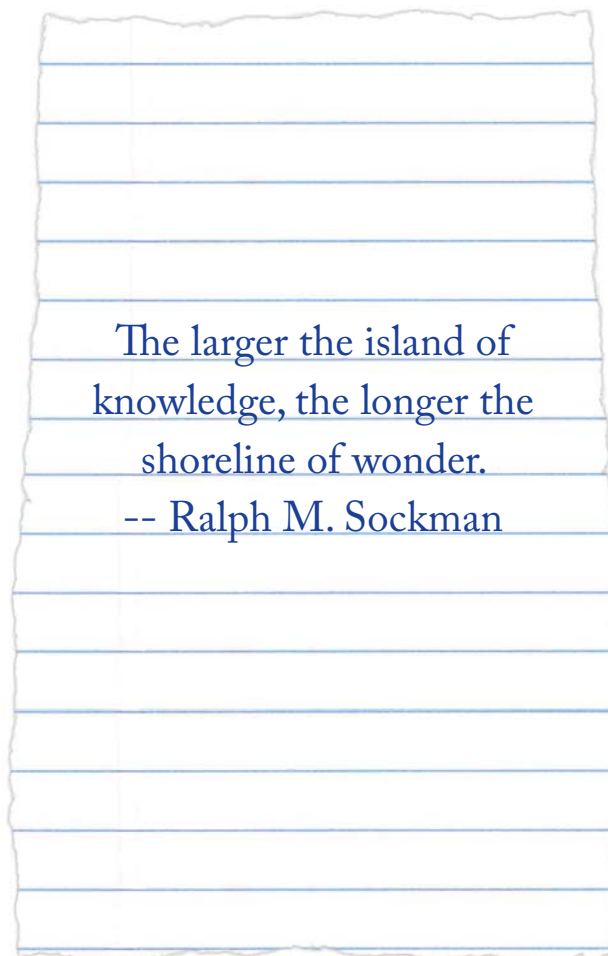 The larger the island of
knowledge, the longer the
shoreline of wonder.
-- Ralph M. Sockman